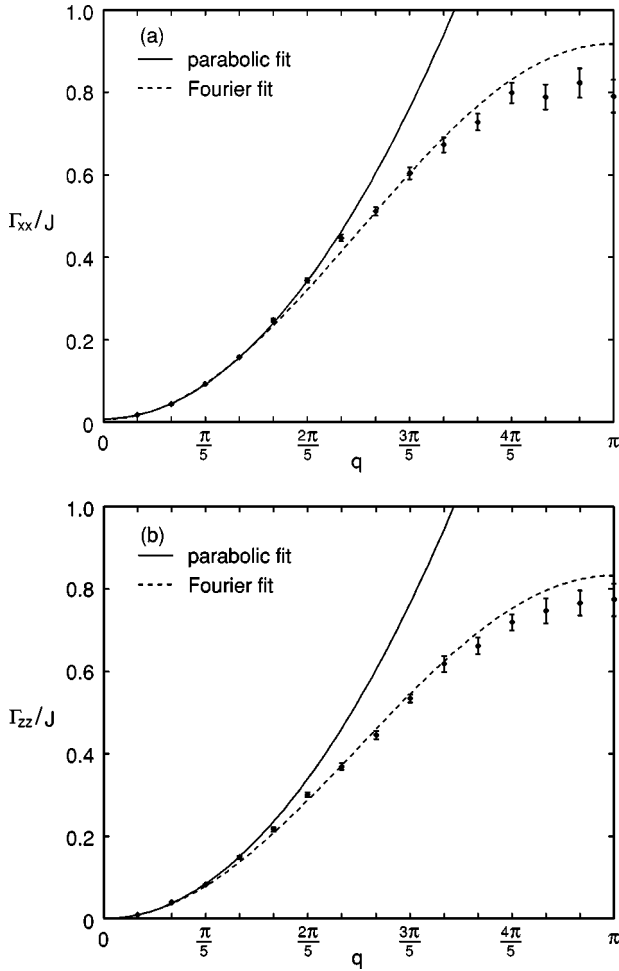 1.0
(a)
parabolic fit
Fourier fit
0.8
0.6
Γxx/J
0.4
0.2
0
0 π/5 2π/5 3π/5 4π/5 π
q
1.0
(b)
parabolic fit
Fourier fit
0.8
0.6
Γzz/J
0.4
0.2
0
0 π/5 2π/5 3π/5 4π/5 π
q